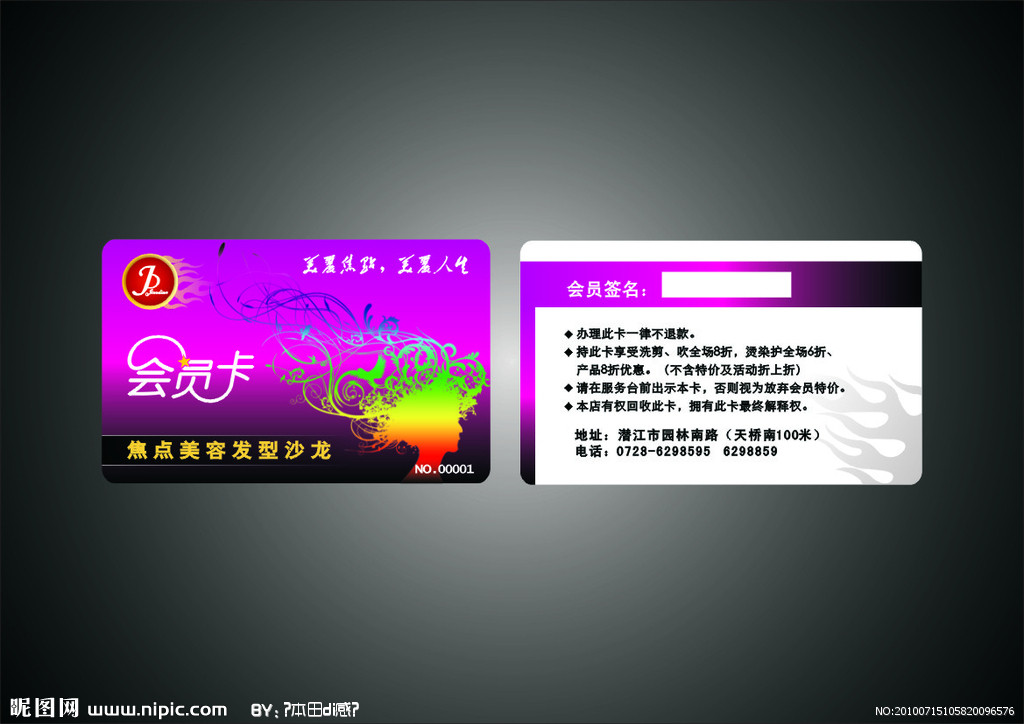 美丽焦点，美丽人生
JD
会员卡
焦点美容发型沙龙
NO.00001
会员签名：
◆办理此卡一律不退款。
◆持此卡享受洗剪、吹全场8折，烫染护全场6折、
产品8折优惠。（不含特价及活动折上折）
◆请在服务台前出示本卡，否则视为放弃会员特价。
◆本店有权回收此卡，拥有此卡最终解释权。
地址：潜江市园林南路（天桥南100米）
电话：0728-6298595 6298859
昵图网 www.nipic.com BY: ?本田di惑?
NO:20100715105820096576